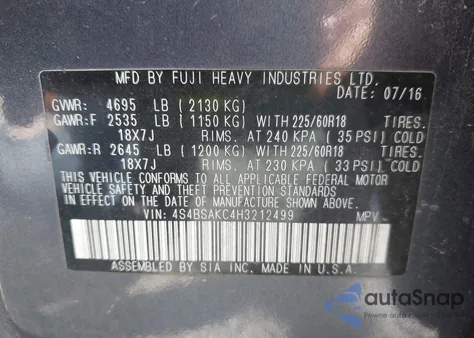 MFD BY FUJI HEAVY INDUSTRIES LTD.
DATE: 07/16
GVWR: 4695 LB ( 2130 KG)
GAWR:F 2535 LB ( 1150 KG) WITH 225/60R18 TIRES.
18X7J RIMS. AT 240 KPA ( 35 PSI) COLD
GAWR:R 2645 LB ( 1200 KG) WITH 225/60R18 TIRES.
18X7J RIMS. AT 230 KPA ( 33 PSI) COLD
THIS VEHICLE CONFORMS TO ALL APPLICABLE FEDERAL MOTOR
VEHICLE SAFETY AND THEFT PREVENTION STANDARDS
IN EFFECT ON THE DATE OF MANUFACTURE SHOWN ABOVE.
VIN: 4S4BSAKC4H3212499 MPV
ASSEMBLED BY SIA INC. MADE IN U.S.A.
autoSnap